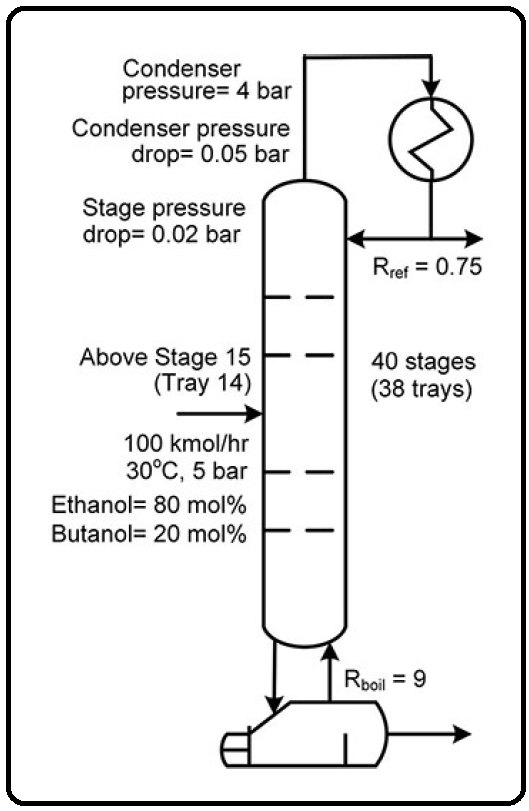 Condenser
pressure= 4 bar
Condenser pressure
drop= 0.05 bar
Stage pressure
drop= 0.02 bar
Rref = 0.75
Above Stage 15
(Tray 14)
40 stages
(38 trays)
100 kmol/hr
30°C, 5 bar
Ethanol= 80 mol%
Butanol= 20 mol%
Rboil = 9